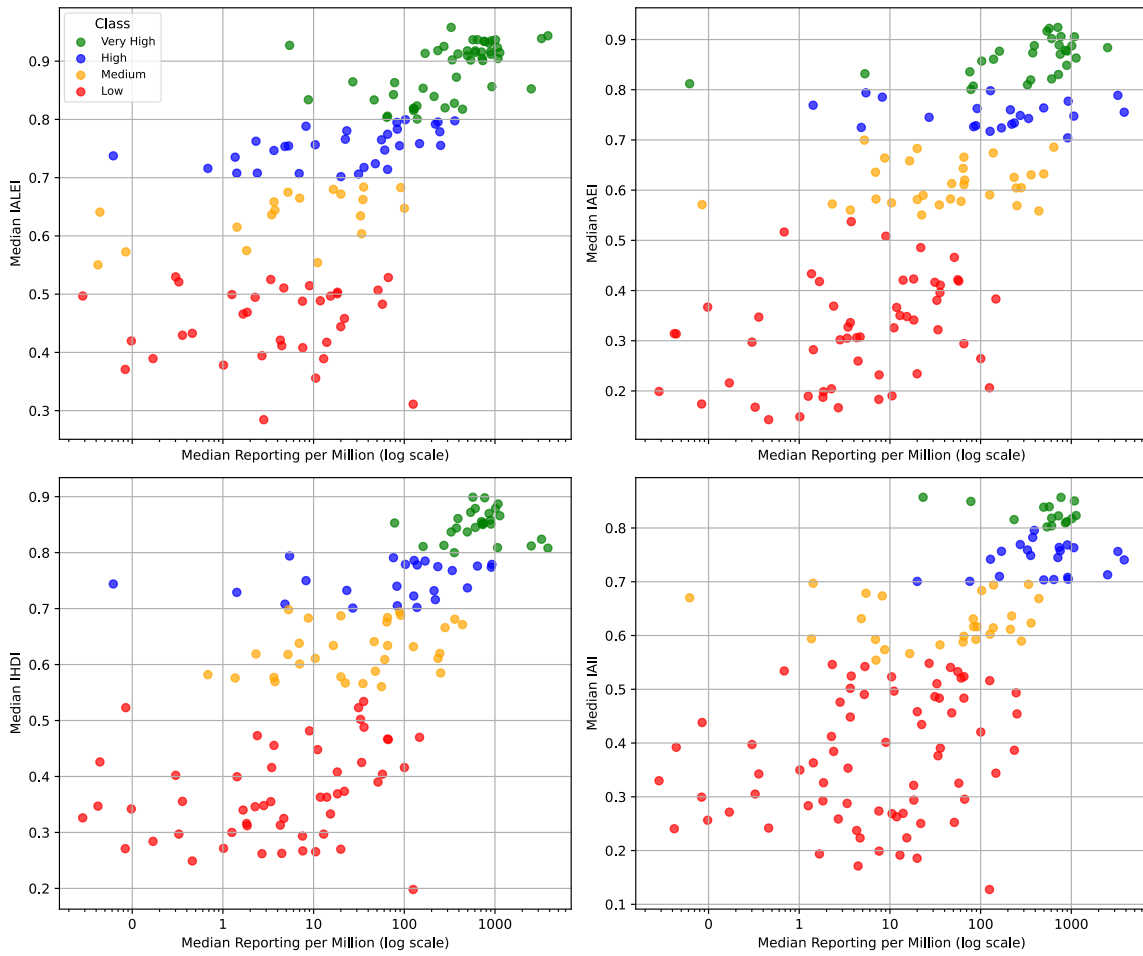 Class
Very High
High
Medium
Low
0.9
0.8
0.7
0.6
0.5
0.4
0.3
Median IALEI
0 1 10 100 1000
Median Reporting per Million (log scale)
0.9
0.8
0.7
0.6
0.5
0.4
0.3
0.2
Median IAEI
0 1 10 100 1000
Median Reporting per Million (log scale)
0.9
0.8
0.7
0.6
0.5
0.4
0.3
0.2
Median IHDI
0 1 10 100 1000
Median Reporting per Million (log scale)
0.8
0.7
0.6
0.5
0.4
0.3
0.2
0.1
Median IAII
0 1 10 100 1000
Median Reporting per Million (log scale)